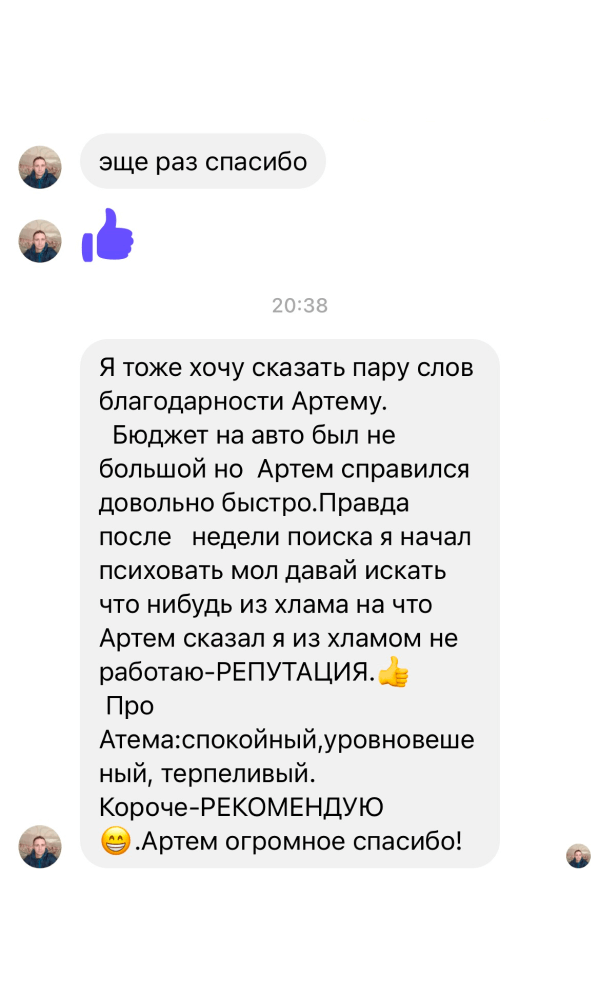 эще раз спасибо
20:38
Я тоже хочу сказать пару слов
благодарности Артему.
Бюджет на авто был не
большой но  Артем справился
довольно быстро.Правда
после   недели поиска я начал
психовать мол давай искать
что нибудь из хлама на что
Артем сказал я из хламом не
работаю-РЕПУТАЦИЯ.👍
Про
Атема:спокойный,уровновеше
ный, терпеливый.
Короче-РЕКОМЕНДУЮ
😁.Артем огромное спасибо!